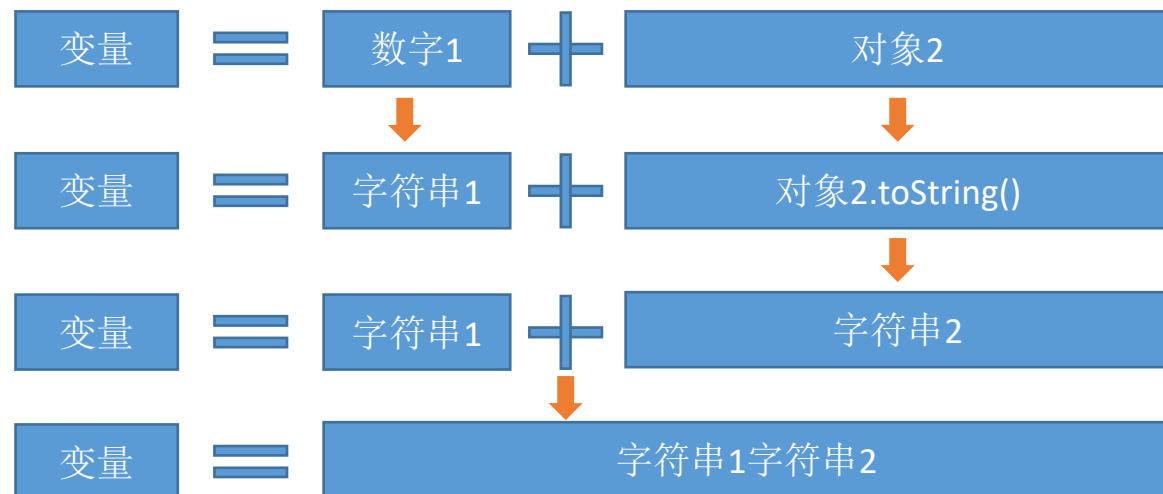 变量 数字1 对象2
变量 字符串1 对象2.toString()
变量 字符串1 字符串2
变量 字符串1字符串2